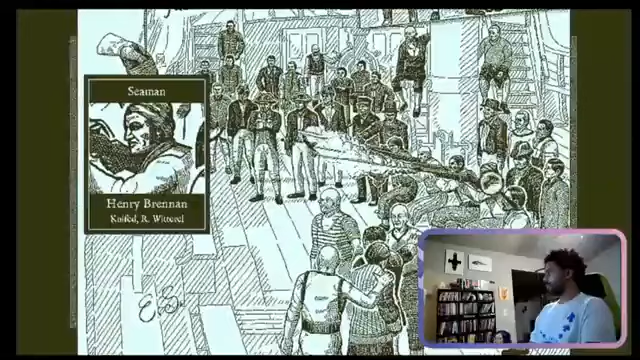 Seaman
Henry Brennan
Knifed, R. Witterel
E.S.